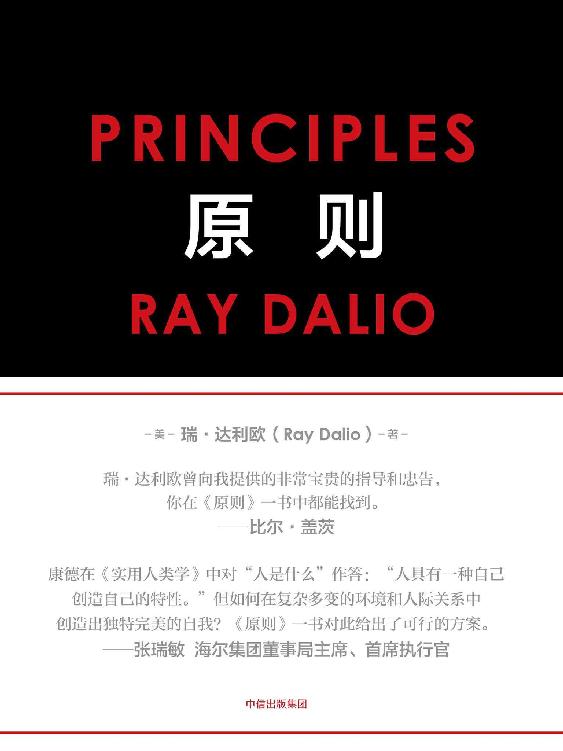 PRINCIPLES
原 则
RAY DALIO
－美－ 瑞·达利欧（Ray Dalio）－著－
瑞·达利欧曾向我提供的非常宝贵的指导和忠告，
你在《原则》一书中都能找到。
——比尔·盖茨
康德在《实用人类学》中对“人是什么”作答：“人具有一种自己
创造自己的特性。”但如何在复杂多变的环境和人际关系中
创造出独特完美的自我？《原则》一书对此给出了可行的方案。
——张瑞敏 海尔集团董事局主席、首席执行官
中信出版集团